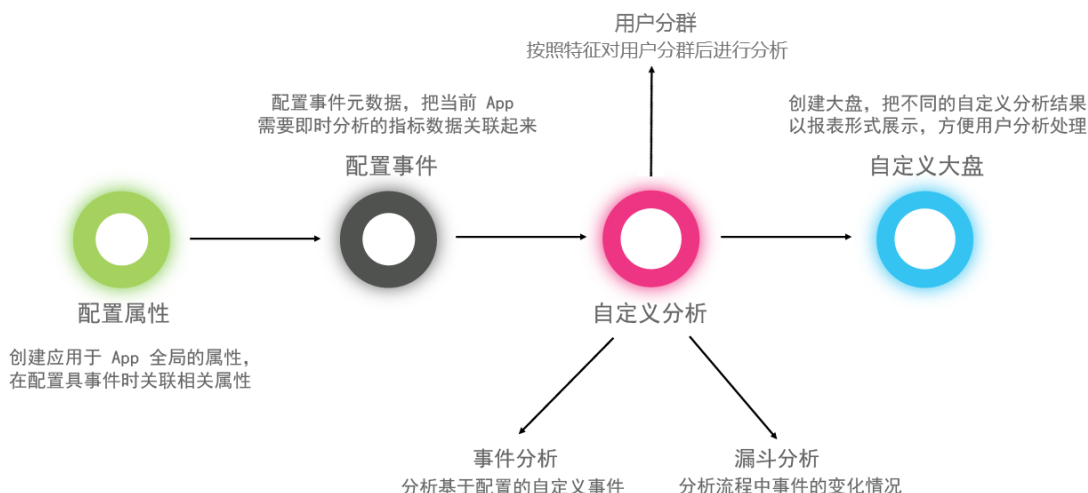 用户分群
按照特征对用户分群后进行分析
配置事件元数据，把当前 App
需要即时分析的指标数据关联起来
配置事件
创建大盘，把不同的自定义分析结果
以报表形式展示，方便用户分析处理
自定义大盘
配置属性
创建应用于 App 全局的属性，
在配置具事件时关联相关属性
自定义分析
事件分析
分析基于配置的自定义事件
漏斗分析
分析流程中事件的变化情况